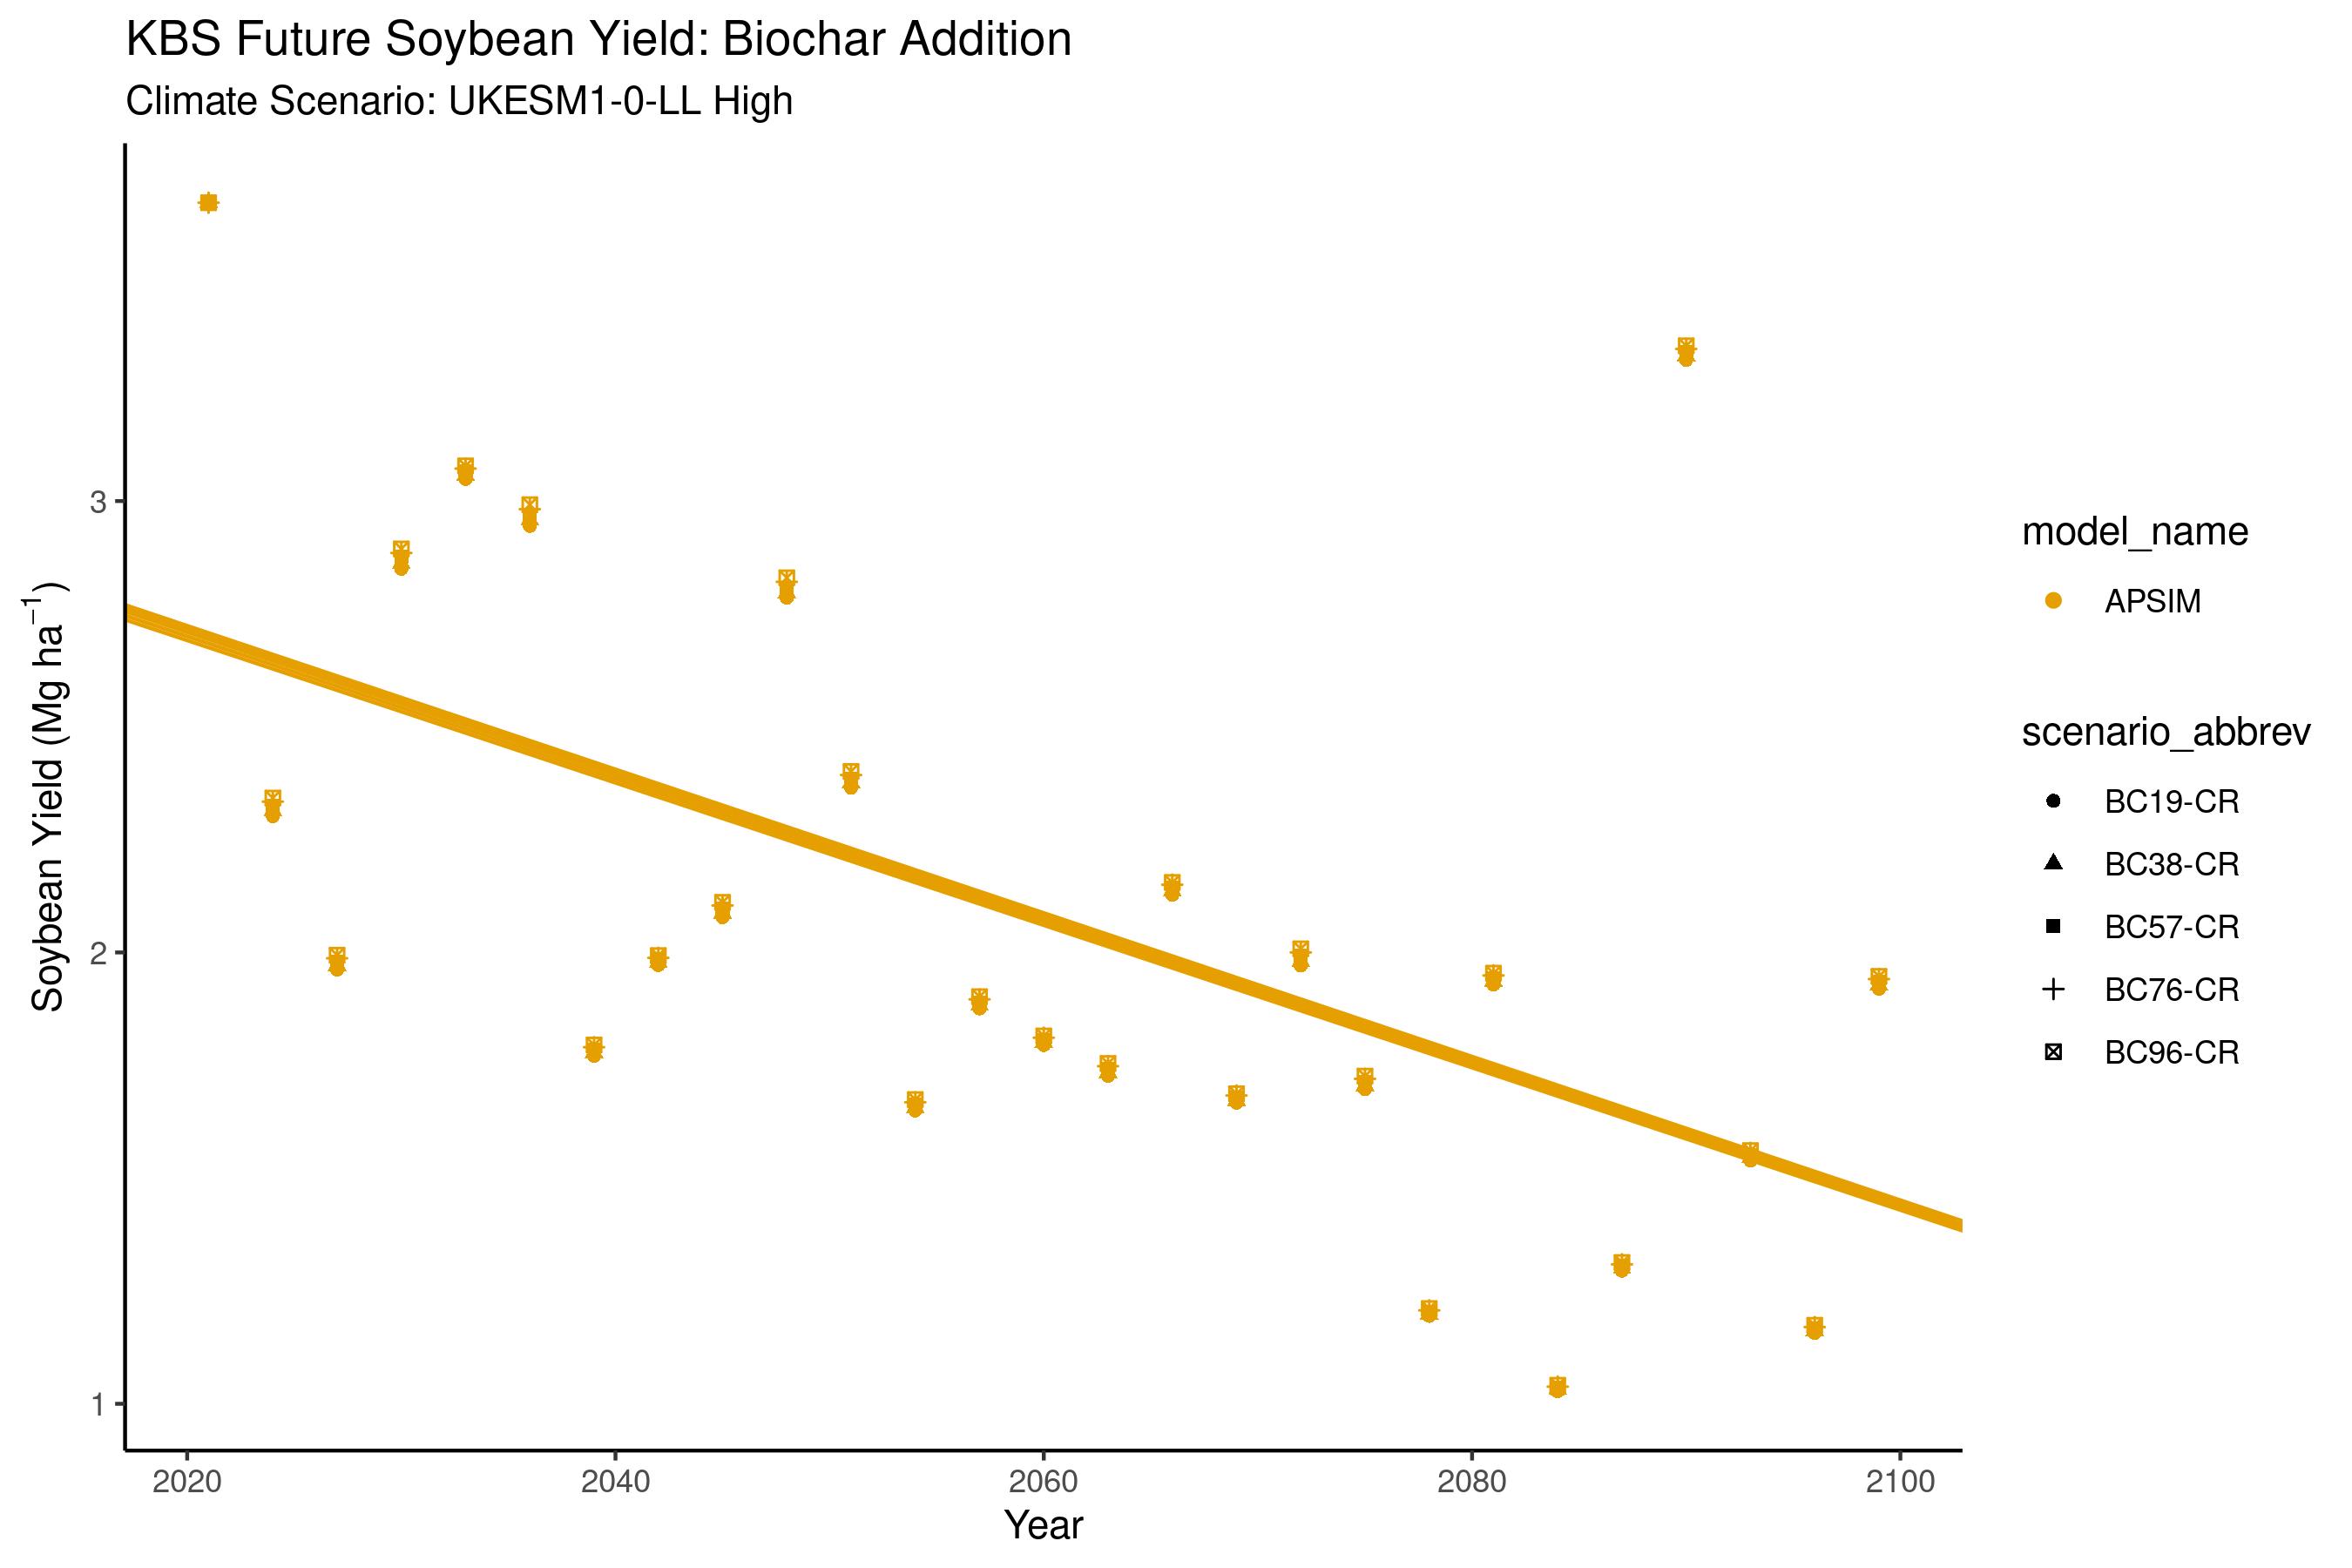 KBS Future Soybean Yield: Biochar Addition
Climate Scenario: UKESM1-0-LL High
Soybean Yield (Mg ha⁻¹)
3
2
1
2020
2040
2060
2080
2100
Year
model_name
APSIM
scenario_abbrev
BC19-CR
BC38-CR
BC57-CR
BC76-CR
BC96-CR